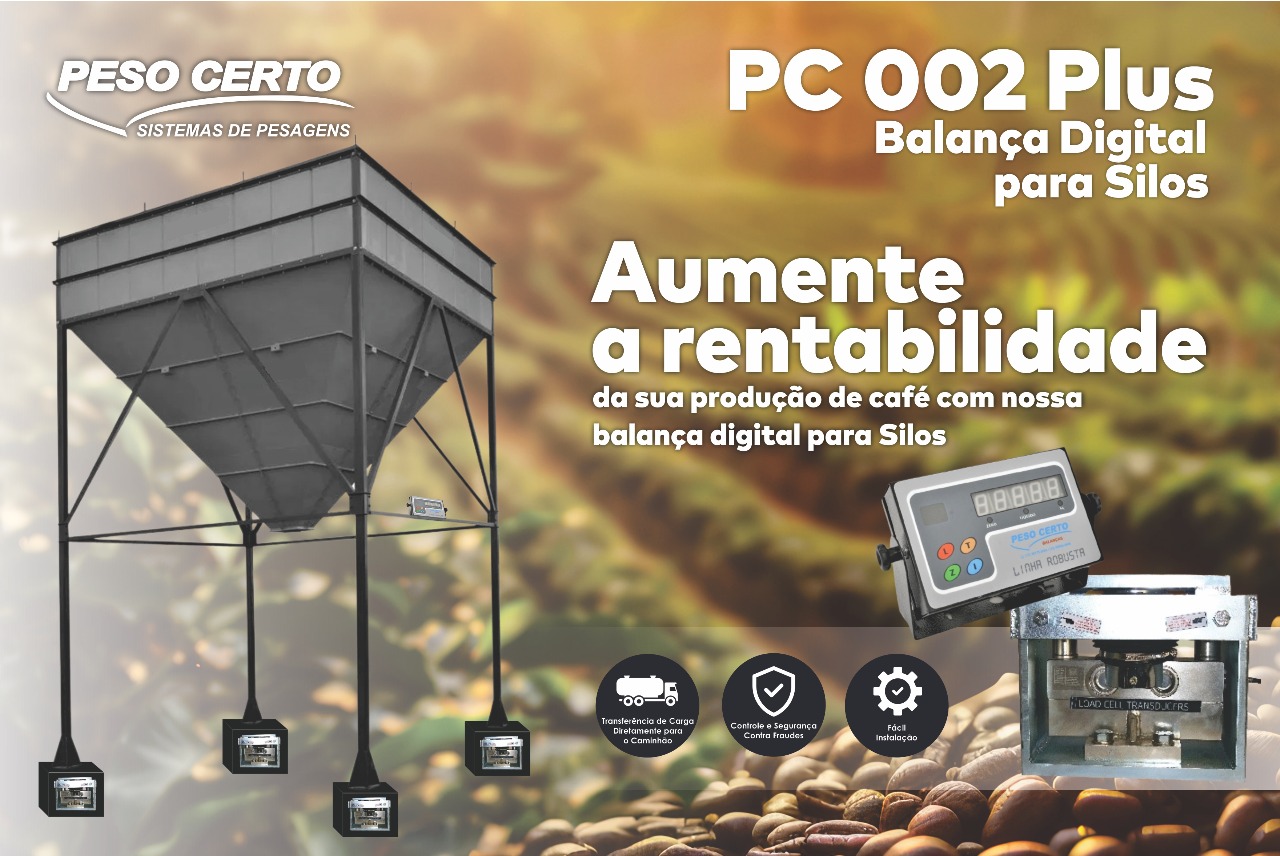 PESO CERTO
SISTEMAS DE PESAGENS
PC 002 Plus
Balança Digital
para Silos
Aumente
a rentabilidade
da sua produção de café com nossa
balança digital para Silos
PESO CERTO
BALANÇAS
LINHA ROBUSTA
L T
Z I
LOAD CELL TRANSDUCERS
Transferência de Carga
Diretamente para
o Caminhão
Controle e Segurança
Contra Fraudes
Fácil
Instalação